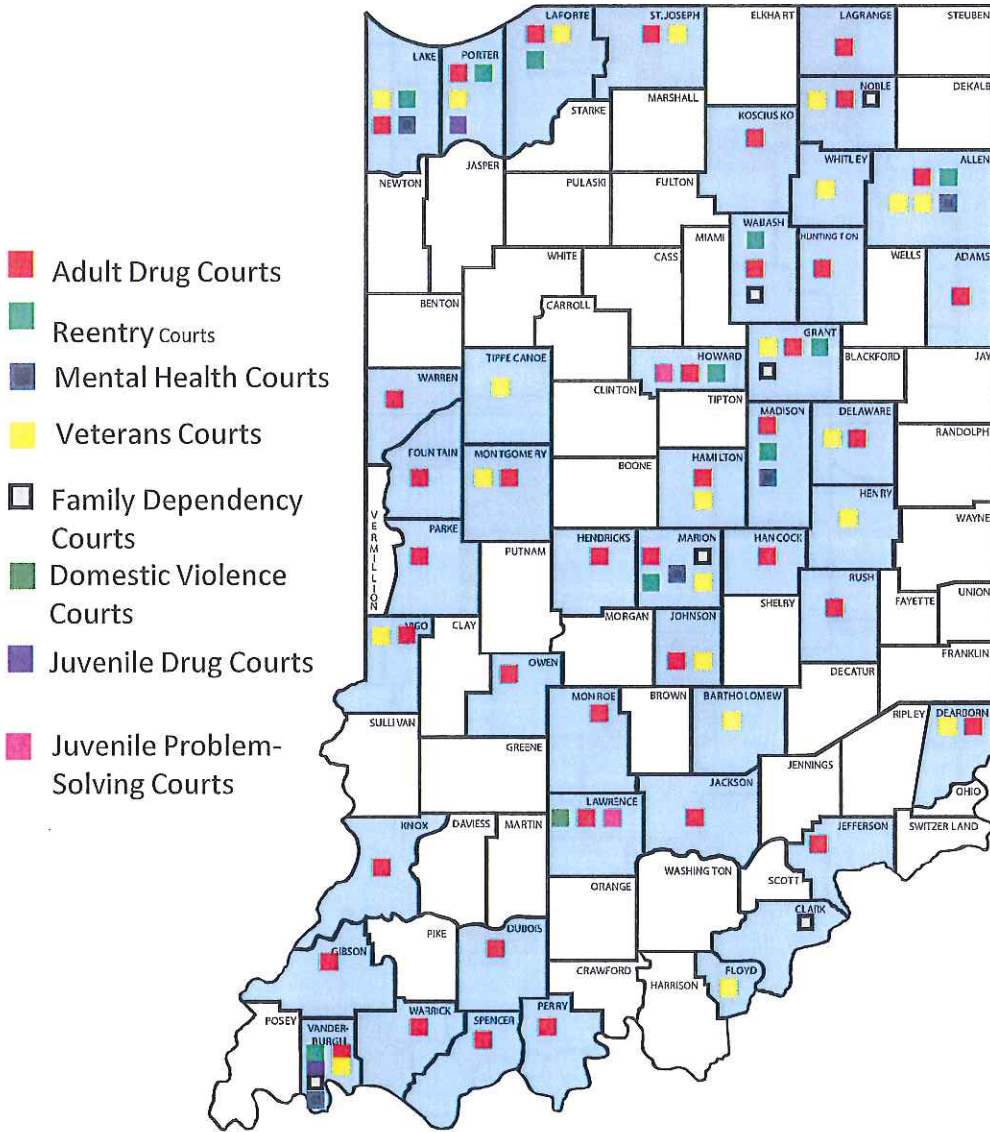 LAFORTE
ST. JOSEPH
ELKHART
LAGRANGE
STEUBEN
LAKE
PORTER
NOBLE
DEKALB
MARSHALL
STARKE
KOSCIUSKO
WHITLEY
ALLEN
JASPER
NEWTON
PULASKI
FULTON
WABASH
HUNTINGTON
MIAMI
WHITE
CASS
WELLS
ADAMS
BENTON
CARROLL
GRANT
TIPPECANOE
HOWARD
BLACKFORD
JAY
WARREN
CLINTON
TIPTON
MADISON
DELAWARE
RANDOLPH
FOUNTAIN
MONTGOMERY
BOONE
HAMILTON
HENRY
WAYNE
VERMILLION
PARKE
PUTNAM
HENDRICKS
MARION
HANCOCK
RUSH
FAYETTE
UNION
SHELBY
VIGO
CLAY
MORGAN
JOHNSON
FRANKLIN
OWEN
DECATUR
MONROE
BROWN
BARTHOLOMEW
RIPLEY
DEARBORN
SULLIVAN
GREENE
JENNINGS
JACKSON
OHIO
LAWRENCE
KNOX
DAVIESS
MARTIN
JEFFERSON
SWITZERLAND
WASHINGTON
SCOTT
ORANGE
CLARK
PIKE
DUBOIS
GIBSON
CRAWFORD
FLOYD
HARRISON
POSEY
VANDER-
BURGH
WARRICK
SPENCER
PERRY
Adult Drug Courts
Reentry Courts
Mental Health Courts
Veterans Courts
Family Dependency
Courts
Domestic Violence
Courts
Juvenile Drug Courts
Juvenile Problem-
Solving Courts